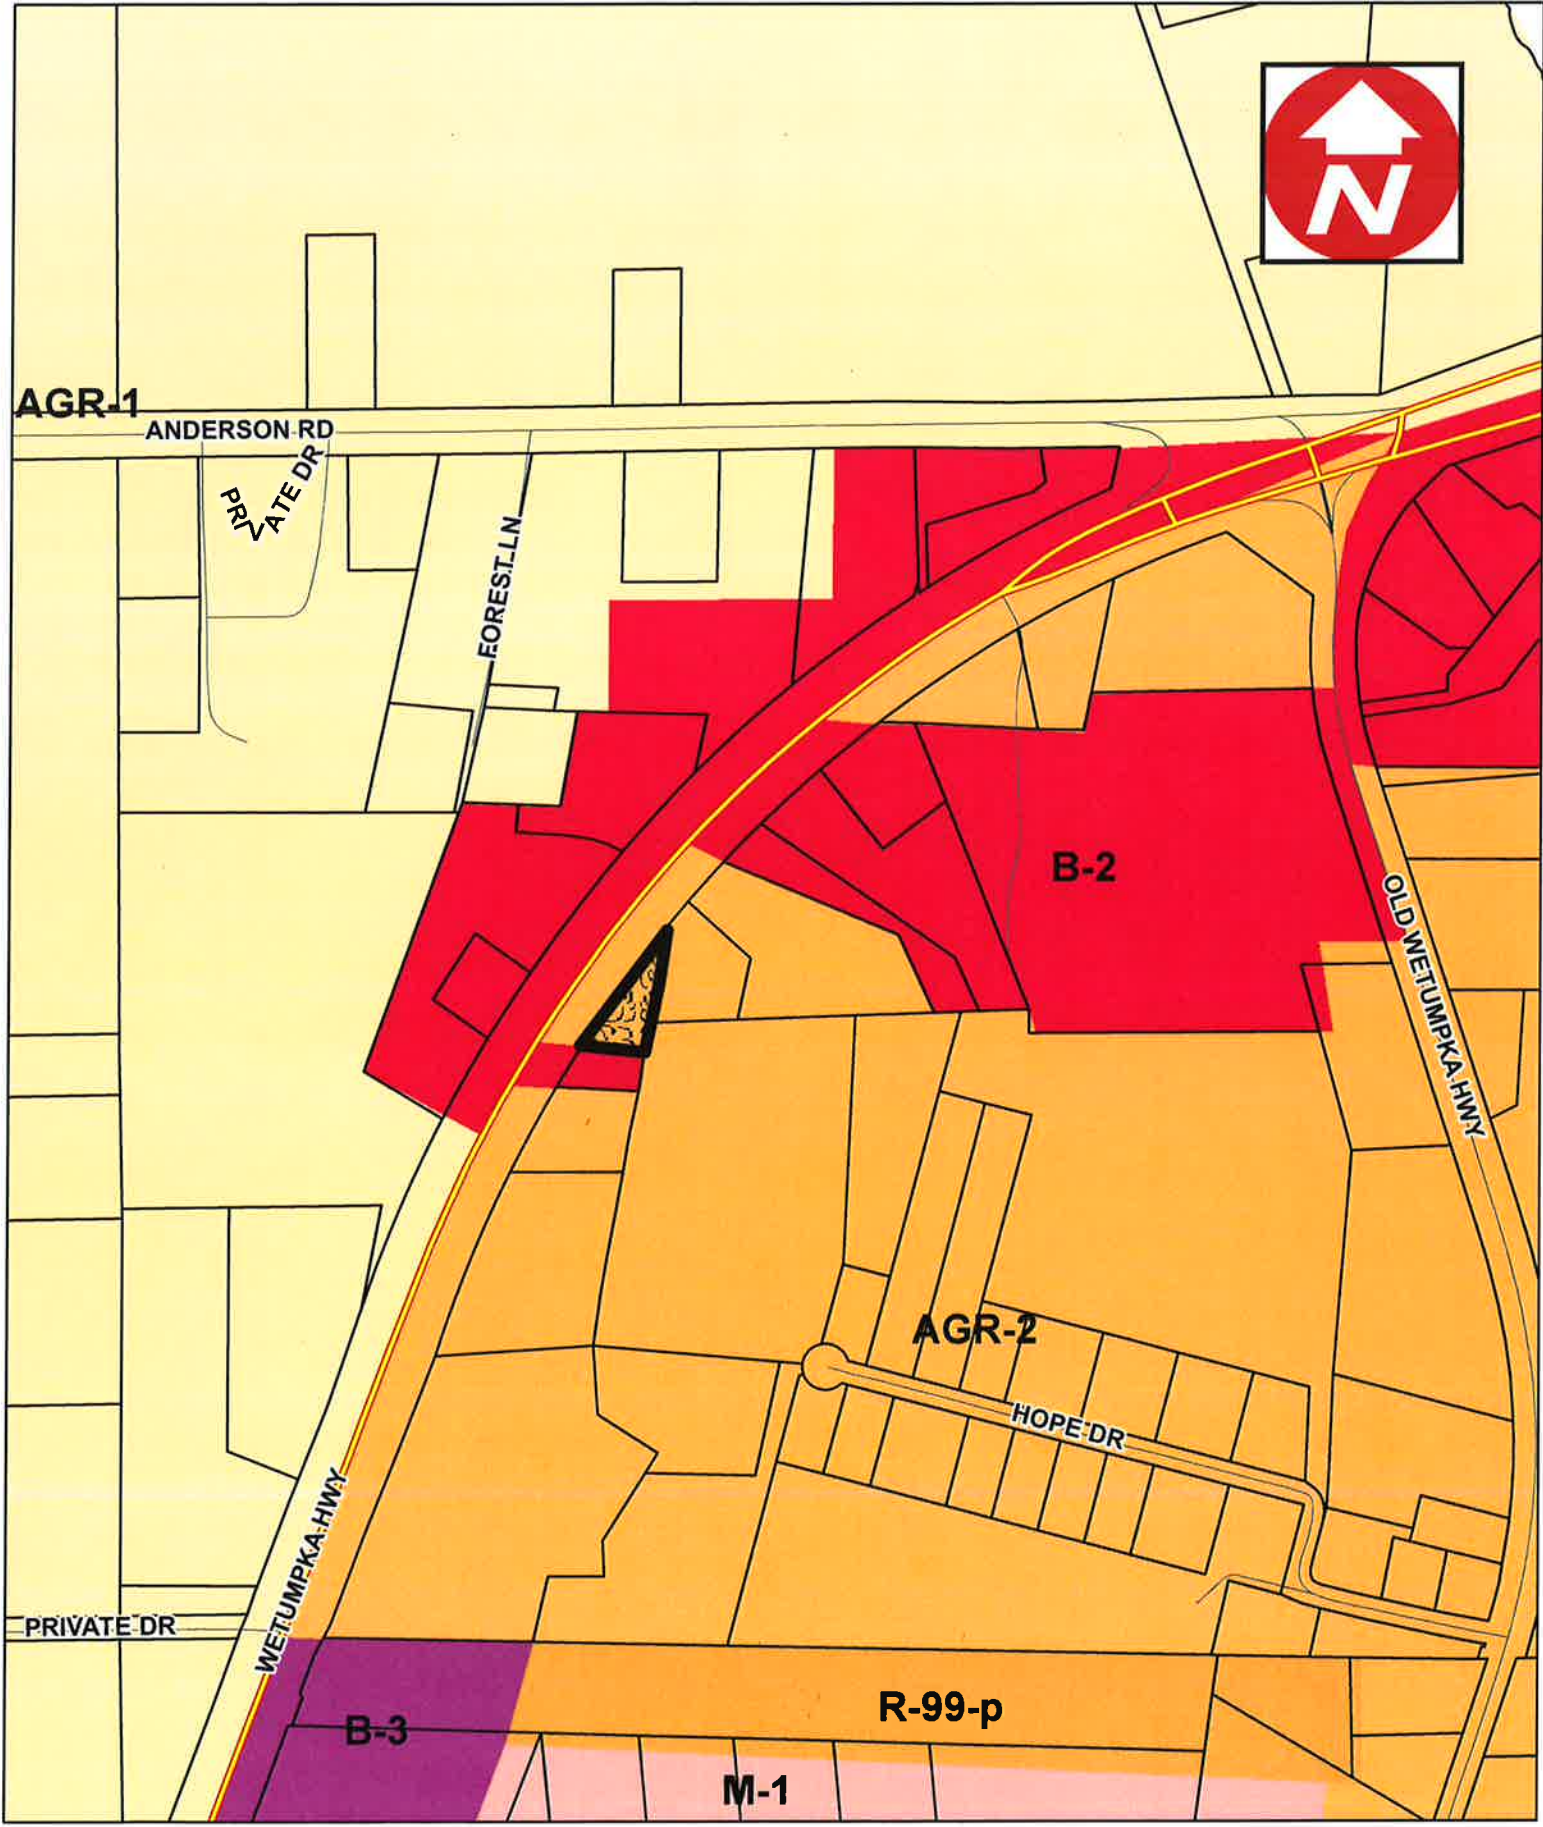 N
AGR-1
ANDERSON RD
PRIVATE DR
FOREST LN
B-2
OLD WETUMPKA HWY
AGR-2
HOPE DR
WETUMPKA HWY
PRIVATE DR
R-99-p
B-3
M-1